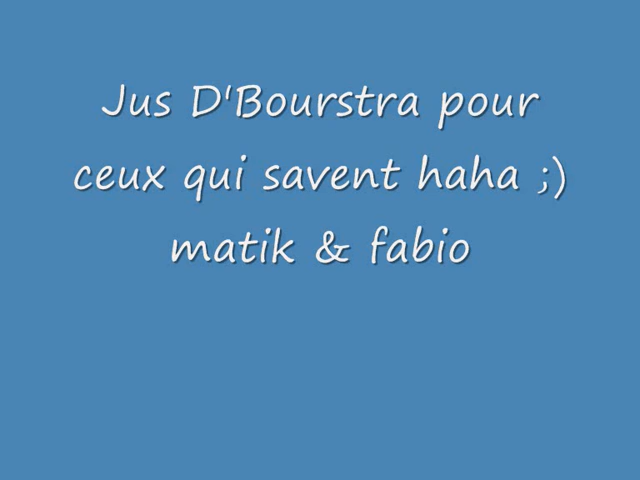 Jus D'Bourstra pour
ceux qui savent haha ;)
matik & fabio